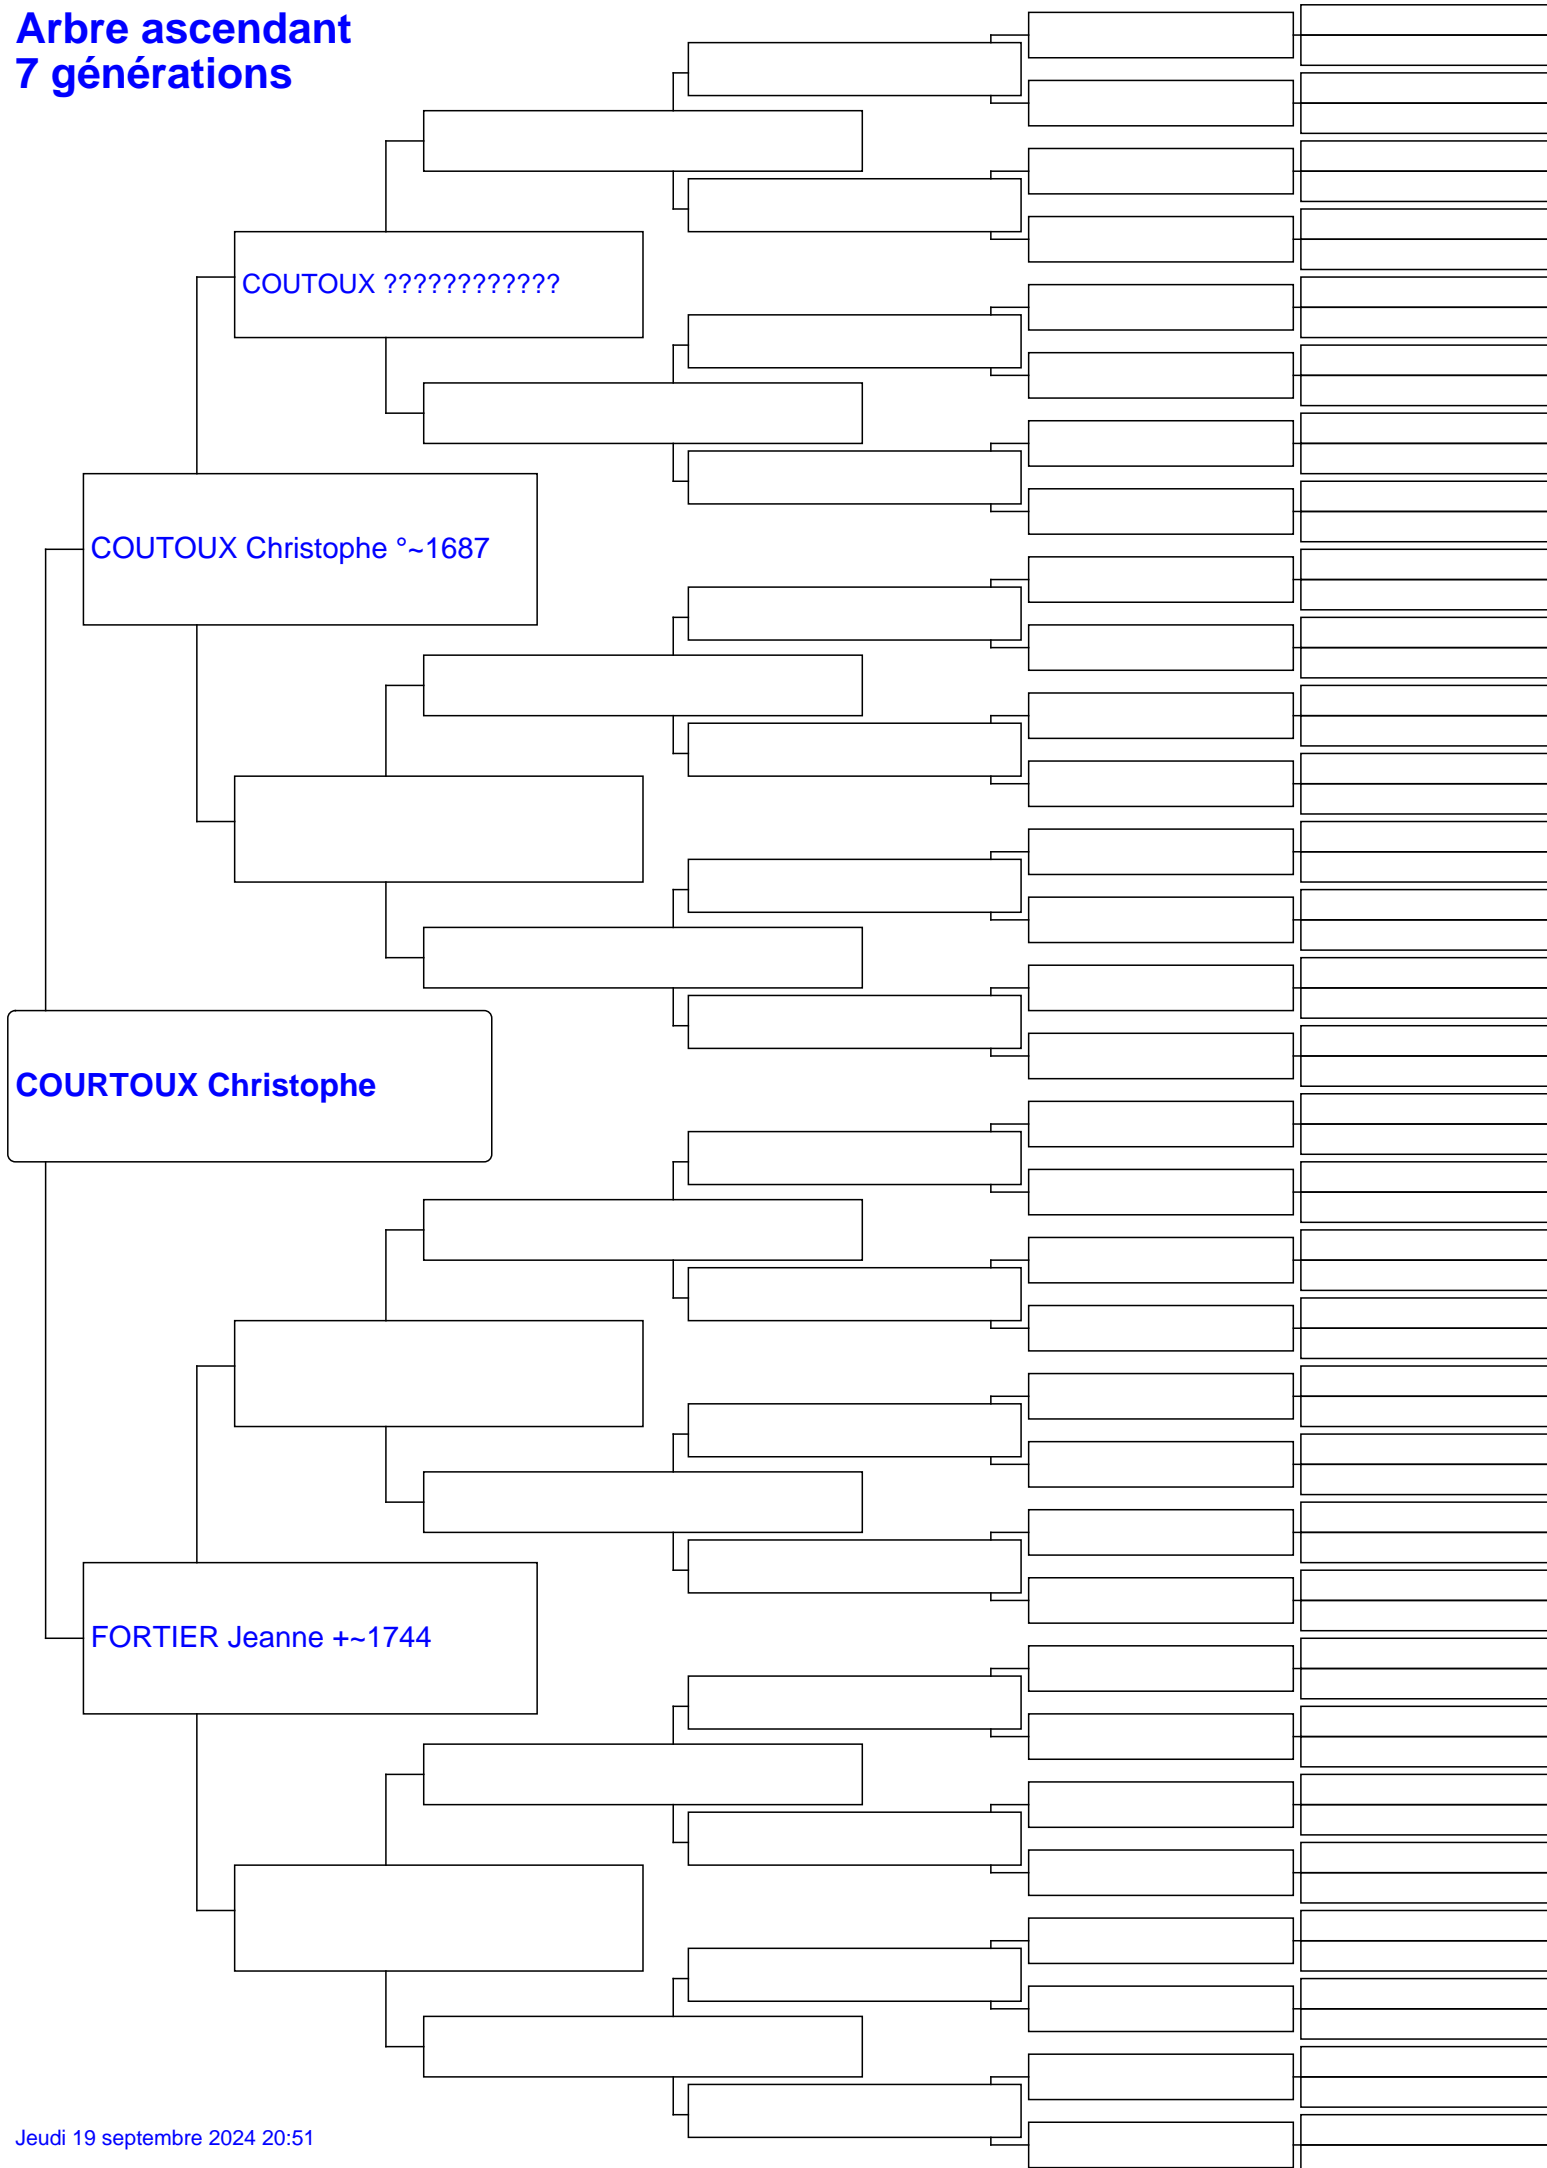 Arbre ascendant
7 générations
COUTOUX ????????????
COUTOUX Christophe °~1687
COURTOUX Christophe
FORTIER Jeanne +~1744
Jeudi 19 septembre 2024 20:51